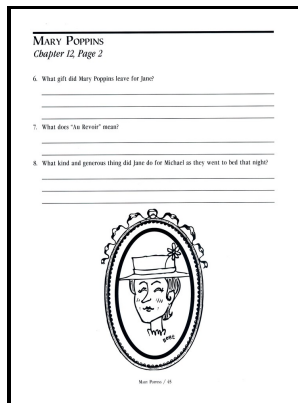 MARY POPPINS
Chapter 12, Page 2
6. What gift did Mary Poppins leave for Jane?
7. What does "Au Revoir" mean?
8. What kind and generous thing did Jane do for Michael as they went to bed that night?
Mary Poppins / 45